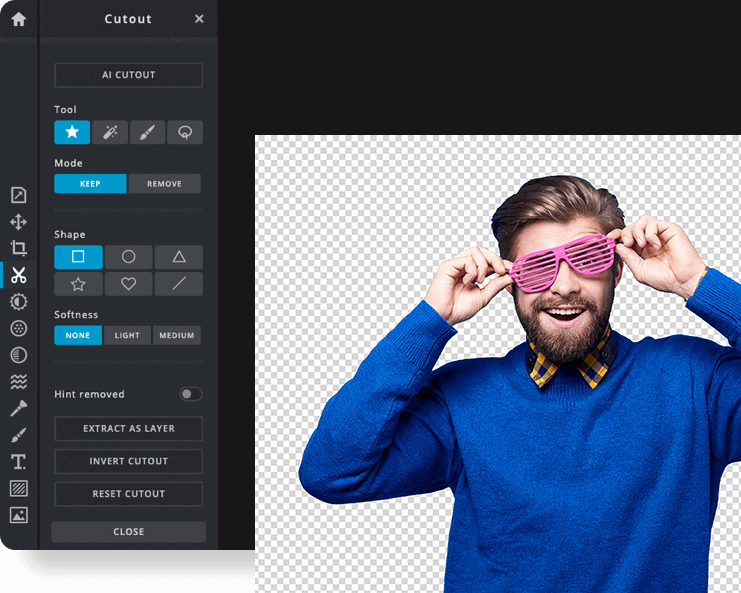 Cutout
AI CUTOUT
Tool
Mode
KEEP REMOVE
Shape
Softness
NONE LIGHT MEDIUM
Hint removed
EXTRACT AS LAYER
INVERT CUTOUT
RESET CUTOUT
CLOSE